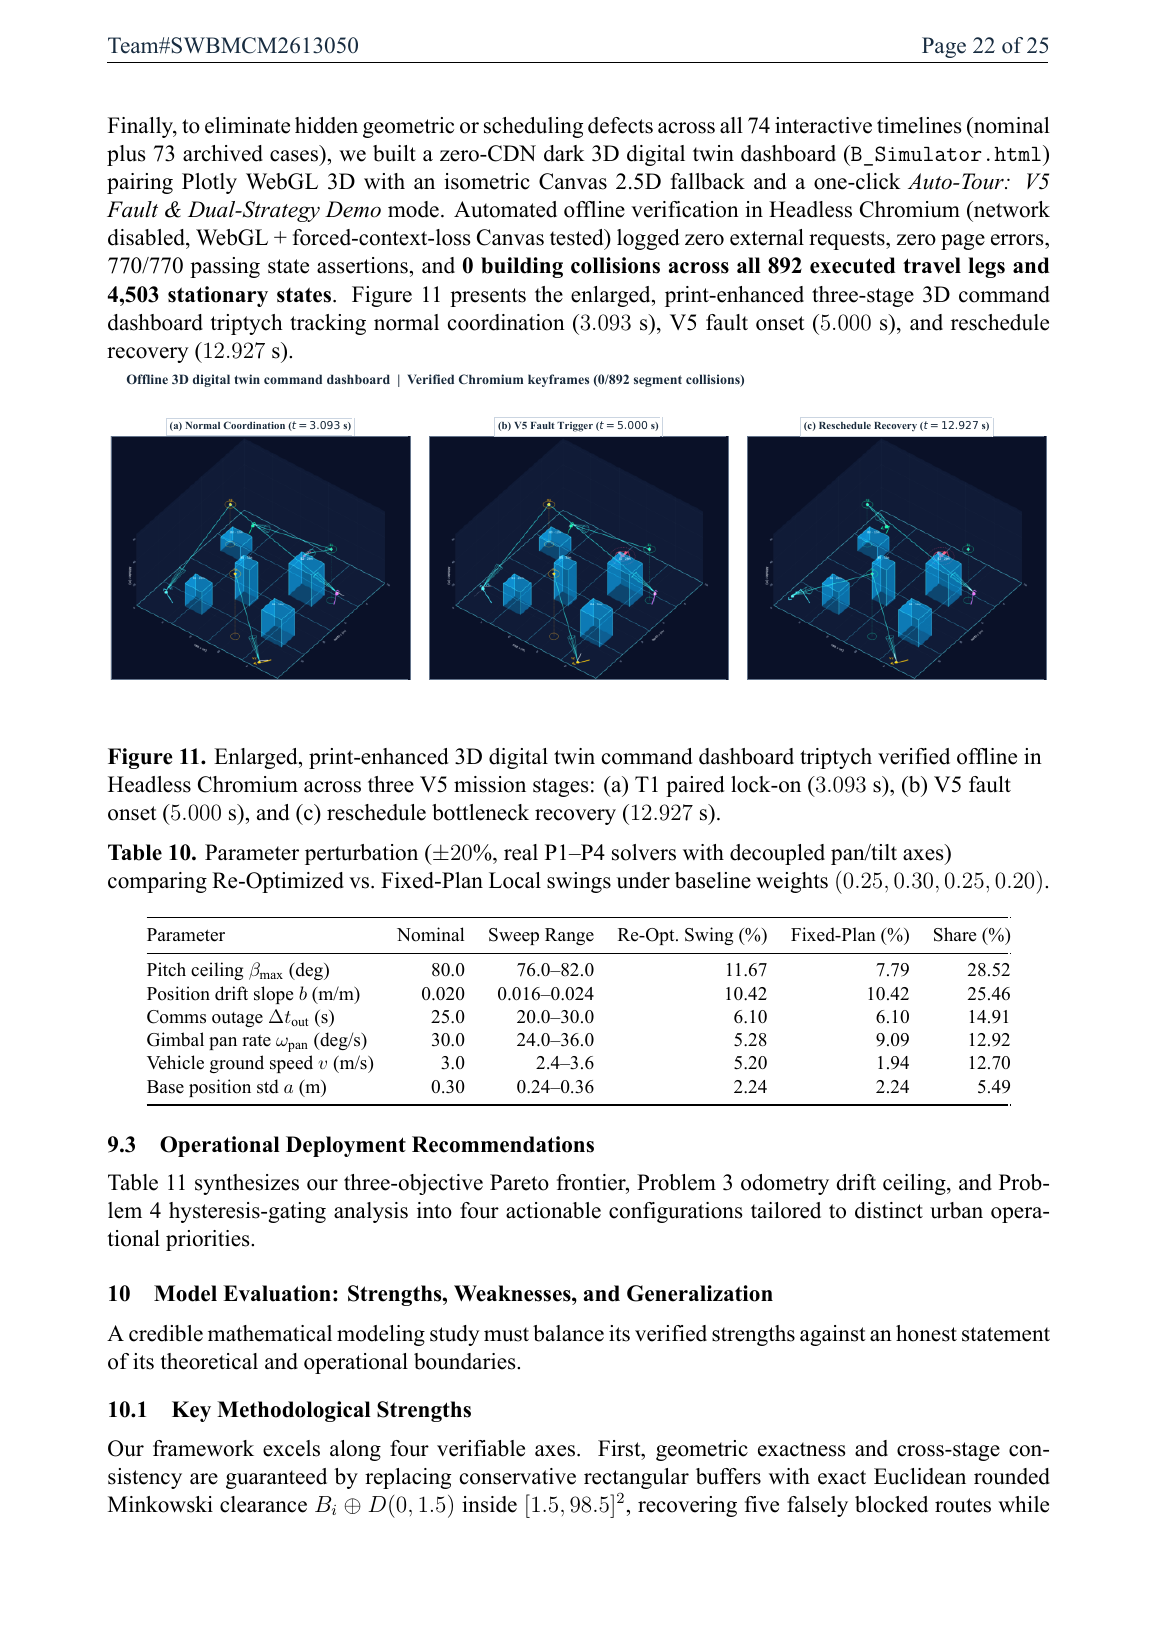 Team#SWBMCM2613050 Page 22 of 25
Finally, to eliminate hidden geometric or scheduling defects across all 74 interactive timelines (nominal
plus 73 archived cases), we built a zero-CDN dark 3D digital twin dashboard (B_Simulator.html)
pairing Plotly WebGL 3D with an isometric Canvas 2.5D fallback and a one-click Auto-Tour: V5
Fault & Dual-Strategy Demo mode. Automated offline verification in Headless Chromium (network
disabled, WebGL + forced-context-loss Canvas tested) logged zero external requests, zero page errors,
770/770 passing state assertions, and 0 building collisions across all 892 executed travel legs and
4,503 stationary states. Figure 11 presents the enlarged, print-enhanced three-stage 3D command
dashboard triptych tracking normal coordination (3.093 s), V5 fault onset (5.000 s), and reschedule
recovery (12.927 s).
Offline 3D digital twin command dashboard | Verified Chromium keyframes (0/892 segment collisions)
(a) Normal Coordination (t = 3.093 s) (b) V5 Fault Trigger (t = 5.000 s) (c) Reschedule Recovery (t = 12.927 s)
Figure 11. Enlarged, print-enhanced 3D digital twin command dashboard triptych verified offline in
Headless Chromium across three V5 mission stages: (a) T1 paired lock-on (3.093 s), (b) V5 fault
onset (5.000 s), and (c) reschedule bottleneck recovery (12.927 s).
Table 10. Parameter perturbation (±20%, real P1–P4 solvers with decoupled pan/tilt axes)
comparing Re-Optimized vs. Fixed-Plan Local swings under baseline weights (0.25, 0.30, 0.25, 0.20).
Parameter Nominal Sweep Range Re-Opt. Swing (%) Fixed-Plan (%) Share (%)
Pitch ceiling βmax (deg) 80.0 76.0–82.0 11.67 7.79 28.52
Position drift slope b (m/m) 0.020 0.016–0.024 10.42 10.42 25.46
Comms outage Δtout (s) 25.0 20.0–30.0 6.10 6.10 14.91
Gimbal pan rate ωpan (deg/s) 30.0 24.0–36.0 5.28 9.09 12.92
Vehicle ground speed v (m/s) 3.0 2.4–3.6 5.20 1.94 12.70
Base position std a (m) 0.30 0.24–0.36 2.24 2.24 5.49
9.3 Operational Deployment Recommendations
Table 11 synthesizes our three-objective Pareto frontier, Problem 3 odometry drift ceiling, and Prob-
lem 4 hysteresis-gating analysis into four actionable configurations tailored to distinct urban opera-
tional priorities.
10 Model Evaluation: Strengths, Weaknesses, and Generalization
A credible mathematical modeling study must balance its verified strengths against an honest statement
of its theoretical and operational boundaries.
10.1 Key Methodological Strengths
Our framework excels along four verifiable axes. First, geometric exactness and cross-stage con-
sistency are guaranteed by replacing conservative rectangular buffers with exact Euclidean rounded
Minkowski clearance Bi ⊕ D(0, 1.5) inside [1.5, 98.5]², recovering five falsely blocked routes while